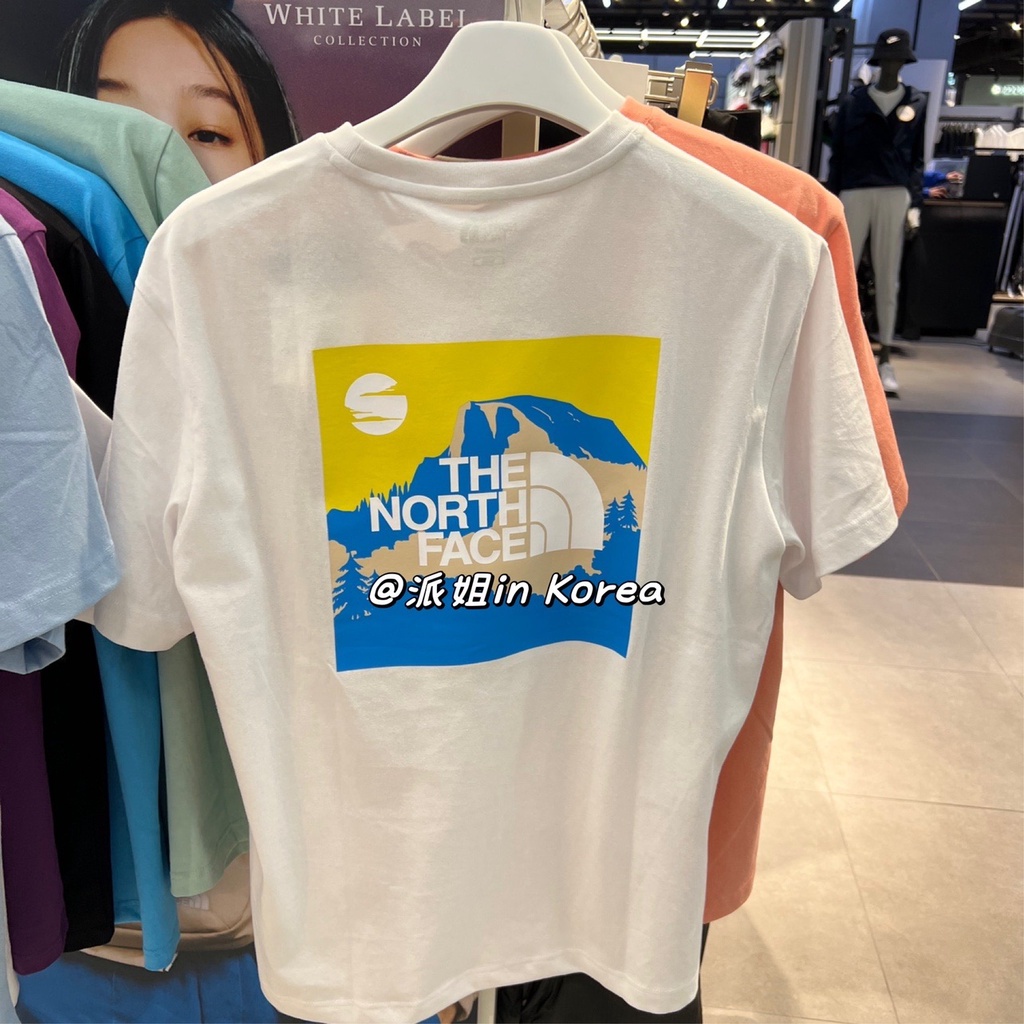 WHITE LABEL
COLLECTION
THE
NORTH
FACE
@派姐in Korea